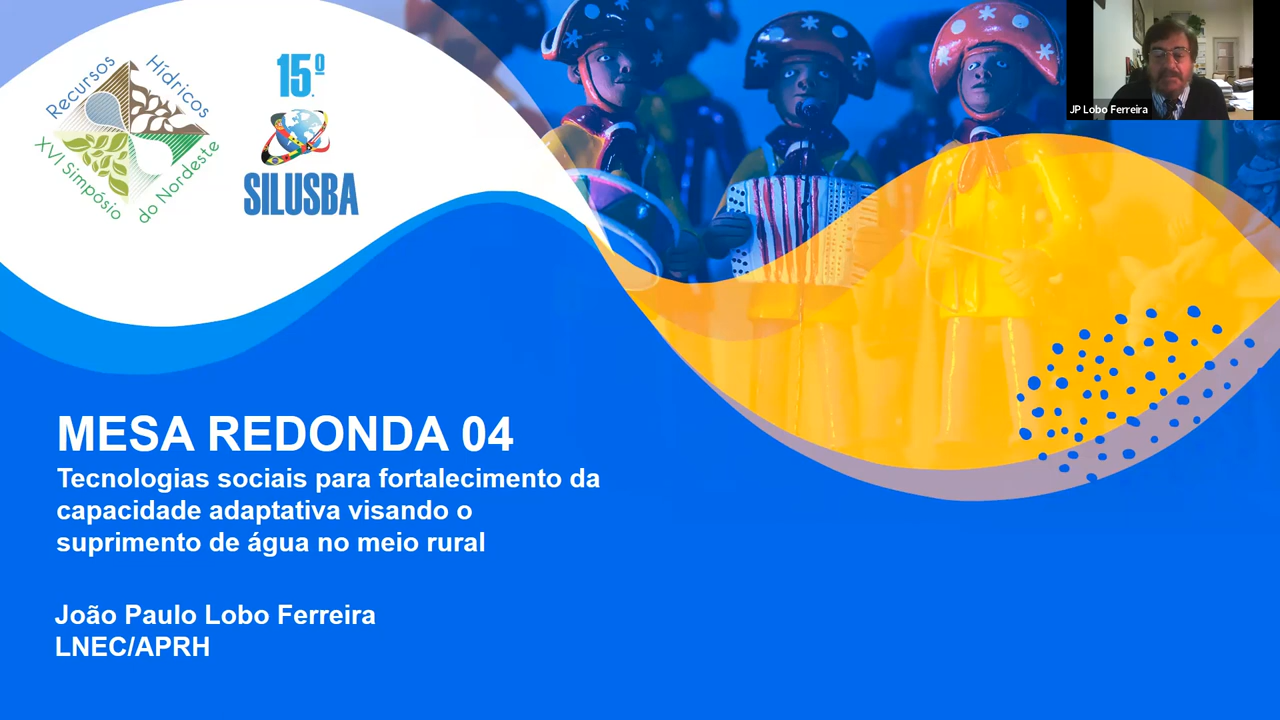 Recursos Hídricos
XVI Simpósio do Nordeste
15º
SILUSBA
JP Lobo Ferreira
MESA REDONDA 04
Tecnologias sociais para fortalecimento da
capacidade adaptativa visando o
suprimento de água no meio rural
João Paulo Lobo Ferreira
LNEC/APRH